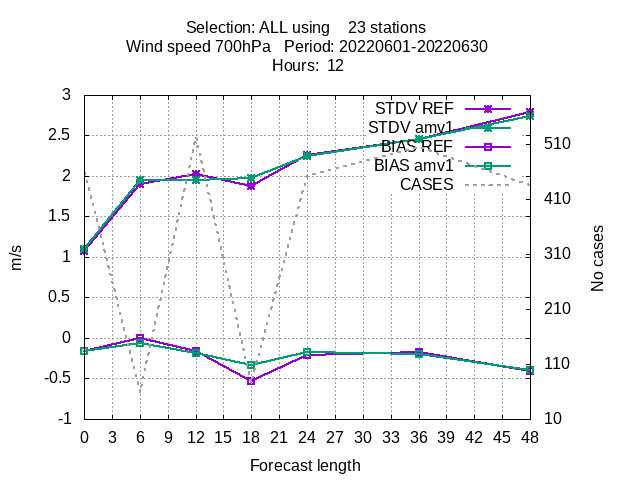 Selection: ALL using 23 stations
Wind speed 700hPa Period: 20220601-20220630
Hours: 12
STDV REF
STDV amv1
BIAS REF
BIAS amv1
CASES
3
2.5
2
1.5
1
0.5
0
-0.5
-1
510
410
310
210
110
10
m/s
No cases
0 3 6 9 12 15 18 21 24 27 30 33 36 39 42 45 48
Forecast length